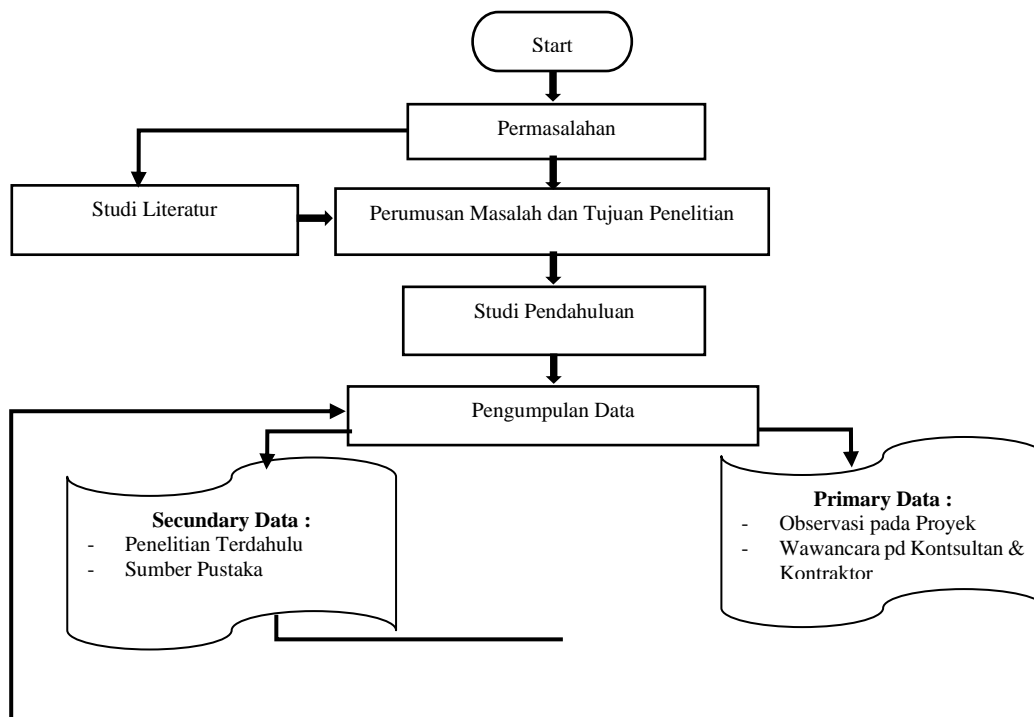 Start
Permasalahan
Studi Literatur
Perumusan Masalah dan Tujuan Penelitian
Studi Pendahuluan
Pengumpulan Data
Secundary Data :
- Penelitian Terdahulu
- Sumber Pustaka
Primary Data :
- Observasi pada Proyek
- Wawancara pd Kontsultan &
Kontraktor